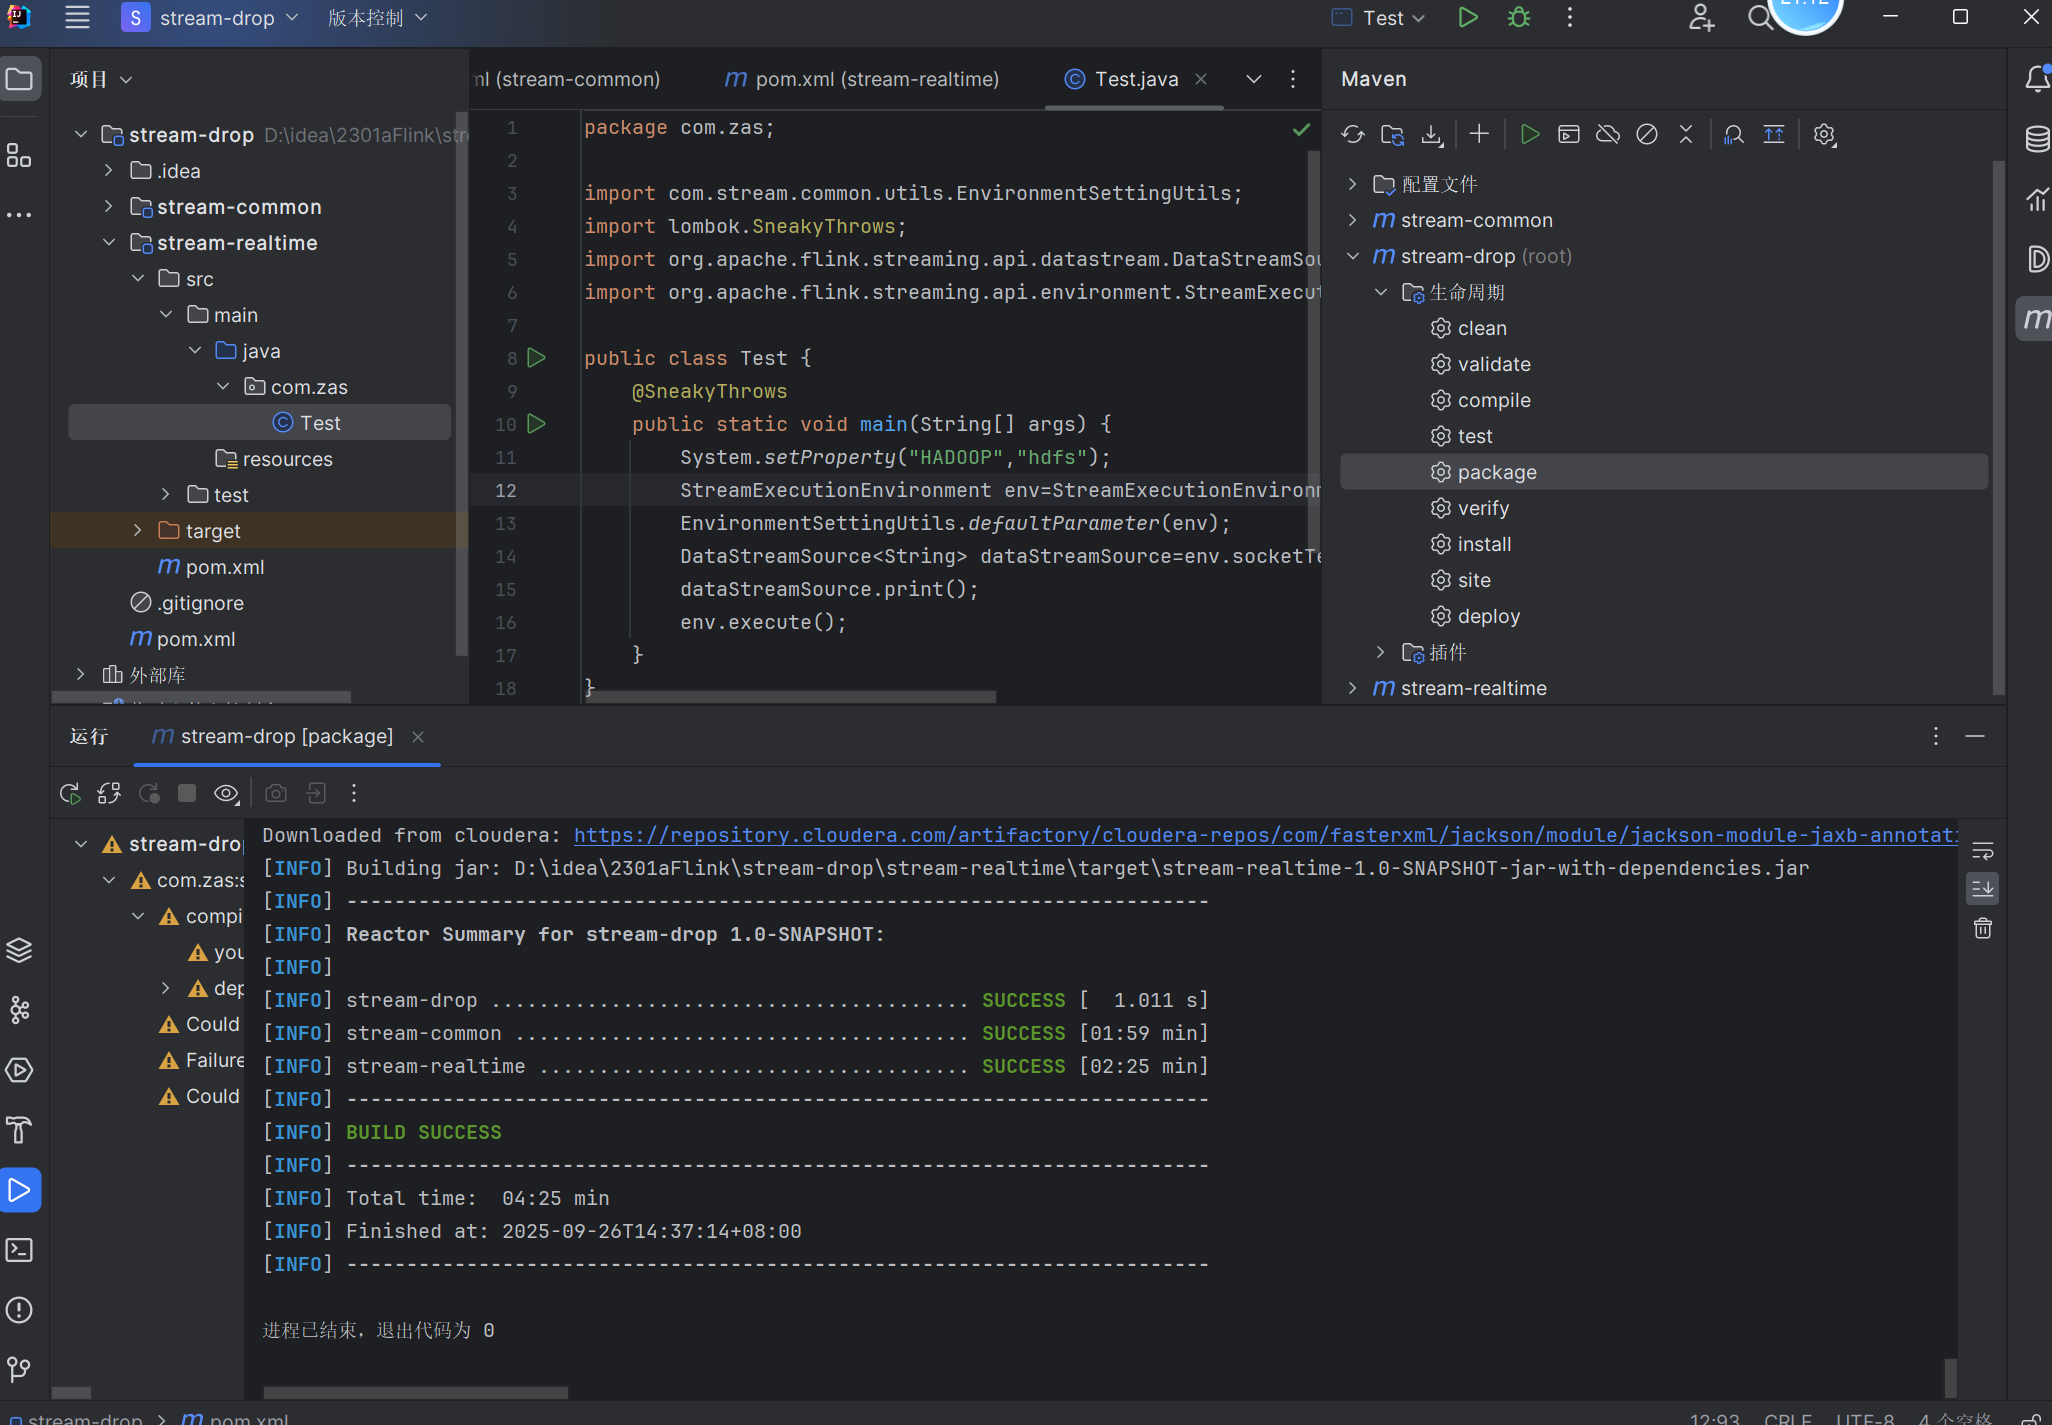 S stream-drop 版本控制 Test
项目
ml (stream-common) pom.xml (stream-realtime) Test.java
Maven
stream-drop D:\idea\2301aFlink\stre
.idea
stream-common
stream-realtime
src
main
java
com.zas
Test
resources
test
target
pom.xml
.gitignore
pom.xml
外部库
1 package com.zas;
2
3 import com.stream.common.utils.EnvironmentSettingUtils;
4 import lombok.SneakyThrows;
5 import org.apache.flink.streaming.api.datastream.DataStreamSou
6 import org.apache.flink.streaming.api.environment.StreamExecut
7
8 public class Test {
9 @SneakyThrows
10 public static void main(String[] args) {
11 System.setProperty("HADOOP","hdfs");
12 StreamExecutionEnvironment env=StreamExecutionEnvironm
13 EnvironmentSettingUtils.defaultParameter(env);
14 DataStreamSource<String> dataStreamSource=env.socketTe
15 dataStreamSource.print();
16 env.execute();
17 }
18 }
配置文件
stream-common
stream-drop (root)
生命周期
clean
validate
compile
test
package
verify
install
site
deploy
插件
stream-realtime
运行 stream-drop [package]
stream-drop
com.zas:s
compi
you
dep
Could
Failure
Could
Downloaded from cloudera: https://repository.cloudera.com/artifactory/cloudera-repos/com/fasterxml/jackson/module/jackson-module-jaxb-annotati
[INFO] Building jar: D:\idea\2301aFlink\stream-drop\stream-realtime\target\stream-realtime-1.0-SNAPSHOT-jar-with-dependencies.jar
[INFO] ------------------------------------------------------------------------
[INFO] Reactor Summary for stream-drop 1.0-SNAPSHOT:
[INFO]
[INFO] stream-drop ........................................ SUCCESS [  1.011 s]
[INFO] stream-common ...................................... SUCCESS [01:59 min]
[INFO] stream-realtime .................................... SUCCESS [02:25 min]
[INFO] ------------------------------------------------------------------------
[INFO] BUILD SUCCESS
[INFO] ------------------------------------------------------------------------
[INFO] Total time:  04:25 min
[INFO] Finished at: 2025-09-26T14:37:14+08:00
[INFO] ------------------------------------------------------------------------
进程已结束，退出代码为 0
stream-drop > pom.xml 12:93 CRLF UTF-8 4 个空格